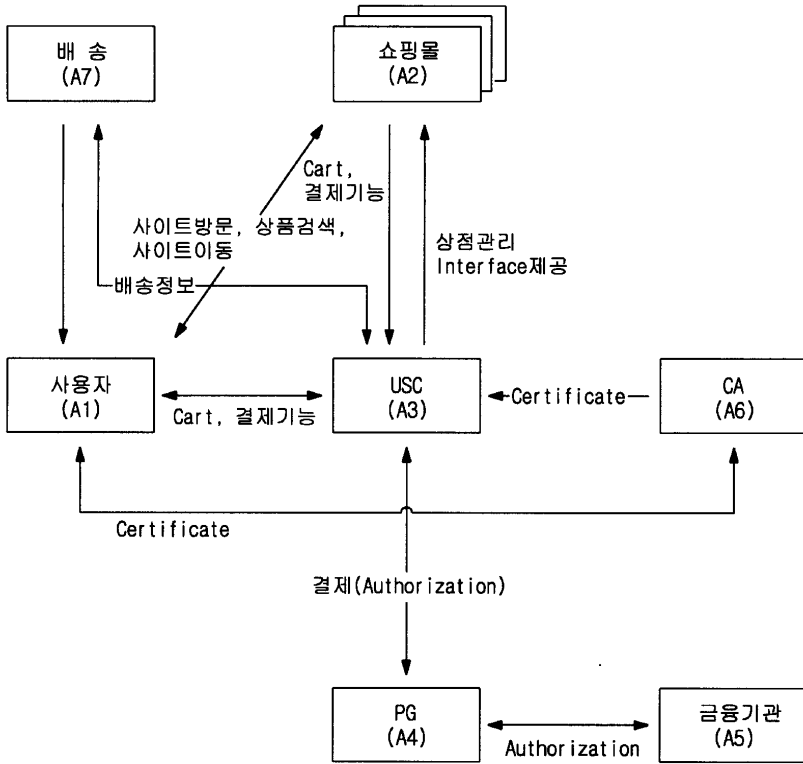 배 송
(A7)
쇼핑몰
(A2)
Cart,
결제기능
사이트방문, 상품검색,
사이트이동
상점관리
Interface제공
배송정보
사용자
(A1)
USC
(A3)
CA
(A6)
Certificate
Cart, 결제기능
Certificate
결제(Authorization)
PG
(A4)
금융기관
(A5)
Authorization